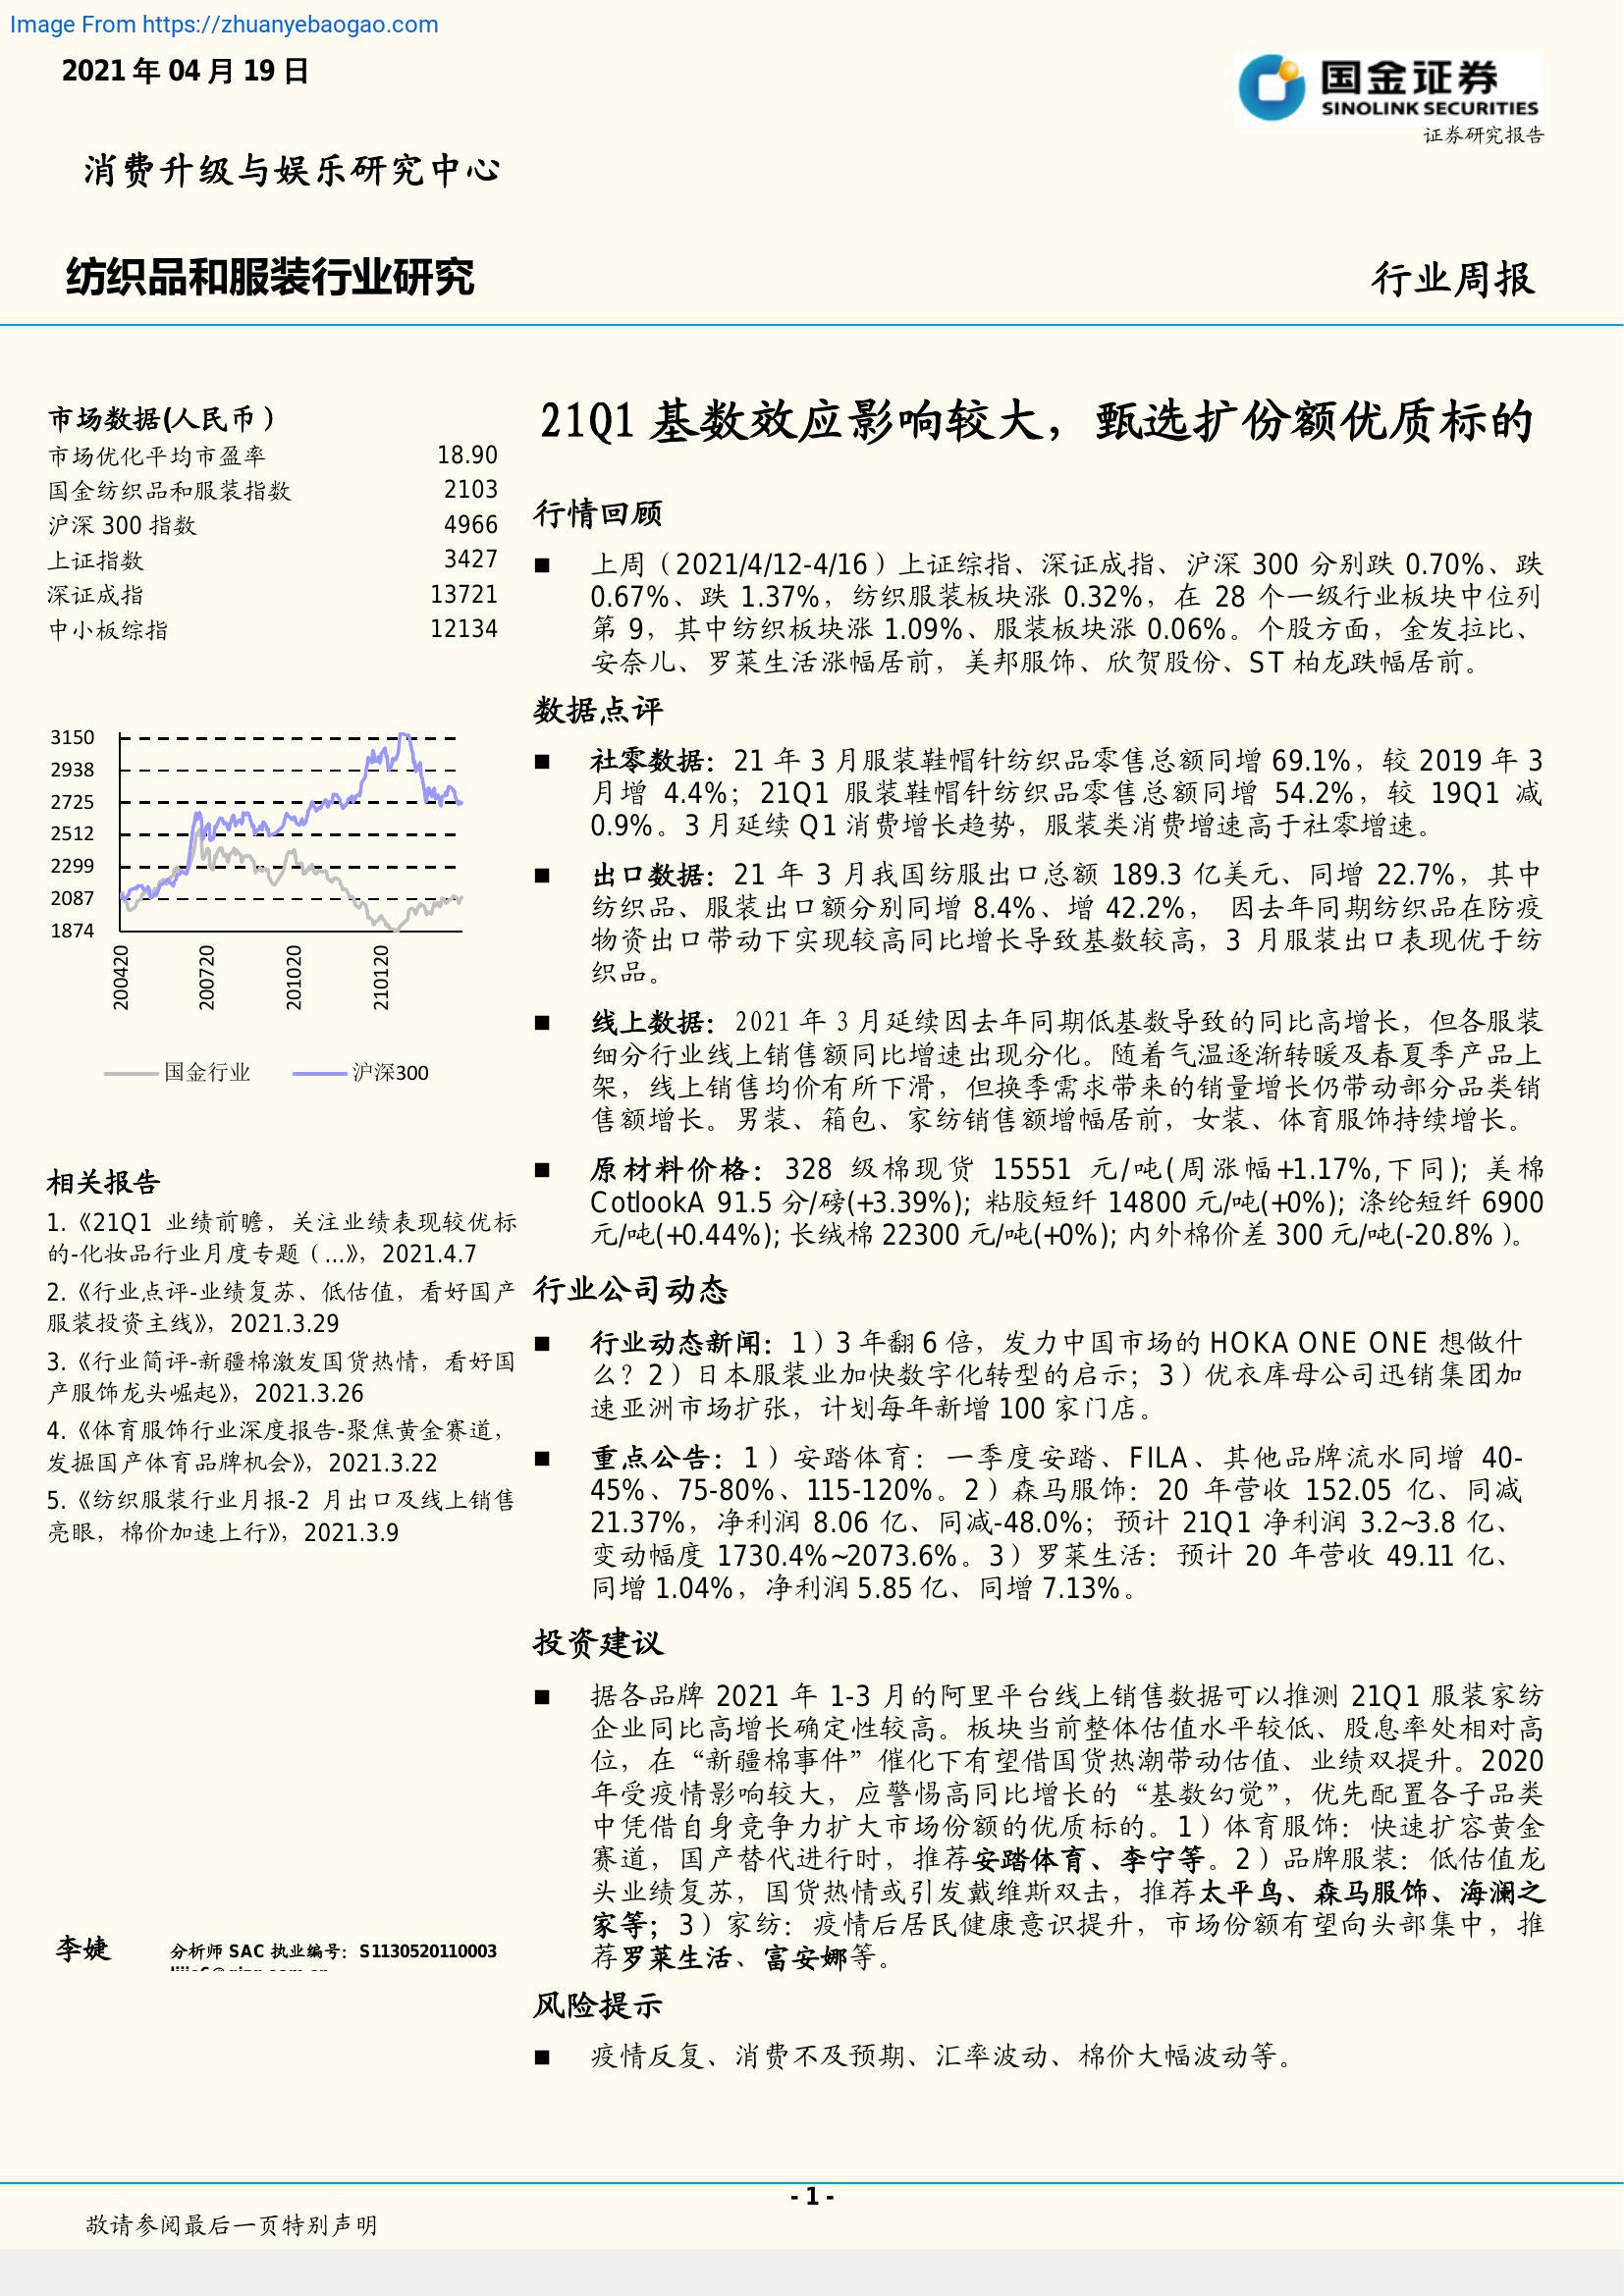 Image From https://zhuanyebaogao.com
2021 年 04 月 19 日
国金证券
SINOLINK SECURITIES
证券研究报告
消费升级与娱乐研究中心
纺织品和服装行业研究
行业周报
市场数据(人民币）
市场优化平均市盈率 18.90
国金纺织品和服装指数 2103
沪深 300 指数 4966
上证指数 3427
深证成指 13721
中小板综指 12134
3150
2938
2725
2512
2299
2087
1874
200420
200720
201020
210120
国金行业 沪深300
相关报告
1.《21Q1 业绩前瞻，关注业绩表现较优标
的-化妆品行业月度专题（...》，2021.4.7
2.《行业点评-业绩复苏、低估值，看好国产
服装投资主线》，2021.3.29
3.《行业简评-新疆棉激发国货热情，看好国
产服饰龙头崛起》，2021.3.26
4.《体育服饰行业深度报告-聚焦黄金赛道，
发掘国产体育品牌机会》，2021.3.22
5.《纺织服装行业月报-2 月出口及线上销售
亮眼，棉价加速上行》，2021.3.9
李婕 分析师 SAC 执业编号：S1130520110003
21Q1 基数效应影响较大，甄选扩份额优质标的
行情回顾
■ 上周（2021/4/12-4/16）上证综指、深证成指、沪深 300 分别跌 0.70%、跌
0.67%、跌 1.37%，纺织服装板块涨 0.32%，在 28 个一级行业板块中位列
第 9，其中纺织板块涨 1.09%、服装板块涨 0.06%。个股方面，金发拉比、
安奈儿、罗莱生活涨幅居前，美邦服饰、欣贺股份、ST 柏龙跌幅居前。
数据点评
■ 社零数据：21 年 3 月服装鞋帽针纺织品零售总额同增 69.1%，较 2019 年 3
月增 4.4%；21Q1 服装鞋帽针纺织品零售总额同增 54.2%，较 19Q1 减
0.9%。3 月延续 Q1 消费增长趋势，服装类消费增速高于社零增速。
■ 出口数据：21 年 3 月我国纺服出口总额 189.3 亿美元、同增 22.7%，其中
纺织品、服装出口额分别同增 8.4%、增 42.2%， 因去年同期纺织品在防疫
物资出口带动下实现较高同比增长导致基数较高，3 月服装出口表现优于纺
织品。
■ 线上数据：2021 年 3 月延续因去年同期低基数导致的同比高增长，但各服装
细分行业线上销售额同比增速出现分化。随着气温逐渐转暖及春夏季产品上
架，线上销售均价有所下滑，但换季需求带来的销量增长仍带动部分品类销
售额增长。男装、箱包、家纺销售额增幅居前，女装、体育服饰持续增长。
■ 原材料价格：328 级棉现货 15551 元/吨(周涨幅+1.17%,下同)；美棉
CotlookA 91.5 分/磅(+3.39%)；粘胶短纤 14800 元/吨(+0%)；涤纶短纤 6900
元/吨(+0.44%)；长绒棉 22300 元/吨(+0%)；内外棉价差 300 元/吨(-20.8%）。
行业公司动态
■ 行业动态新闻：1）3 年翻 6 倍，发力中国市场的 HOKA ONE ONE 想做什
么？2）日本服装业加快数字化转型的启示；3）优衣库母公司迅销集团加
速亚洲市场扩张，计划每年新增 100 家门店。
■ 重点公告：1）安踏体育：一季度安踏、FILA、其他品牌流水同增 40-
45%、75-80%、115-120%。2）森马服饰：20 年营收 152.05 亿、同减
21.37%，净利润 8.06 亿、同减-48.0%；预计 21Q1 净利润 3.2~3.8 亿、
变动幅度 1730.4%~2073.6%。3）罗莱生活：预计 20 年营收 49.11 亿、
同增 1.04%，净利润 5.85 亿、同增 7.13%。
投资建议
■ 据各品牌 2021 年 1-3 月的阿里平台线上销售数据可以推测 21Q1 服装家纺
企业同比高增长确定性较高。板块当前整体估值水平较低、股息率处相对高
位，在“新疆棉事件”催化下有望借国货热潮带动估值、业绩双提升。2020
年受疫情影响较大，应警惕高同比增长的“基数幻觉”，优先配置各子品类
中凭借自身竞争力扩大市场份额的优质标的。1）体育服饰：快速扩容黄金
赛道，国产替代进行时，推荐安踏体育、李宁等。2）品牌服装：低估值龙
头业绩复苏，国货热情或引发戴维斯双击，推荐太平鸟、森马服饰、海澜之
家等；3）家纺：疫情后居民健康意识提升，市场份额有望向头部集中，推
荐罗莱生活、富安娜等。
风险提示
■ 疫情反复、消费不及预期、汇率波动、棉价大幅波动等。
- 1 -
敬请参阅最后一页特别声明